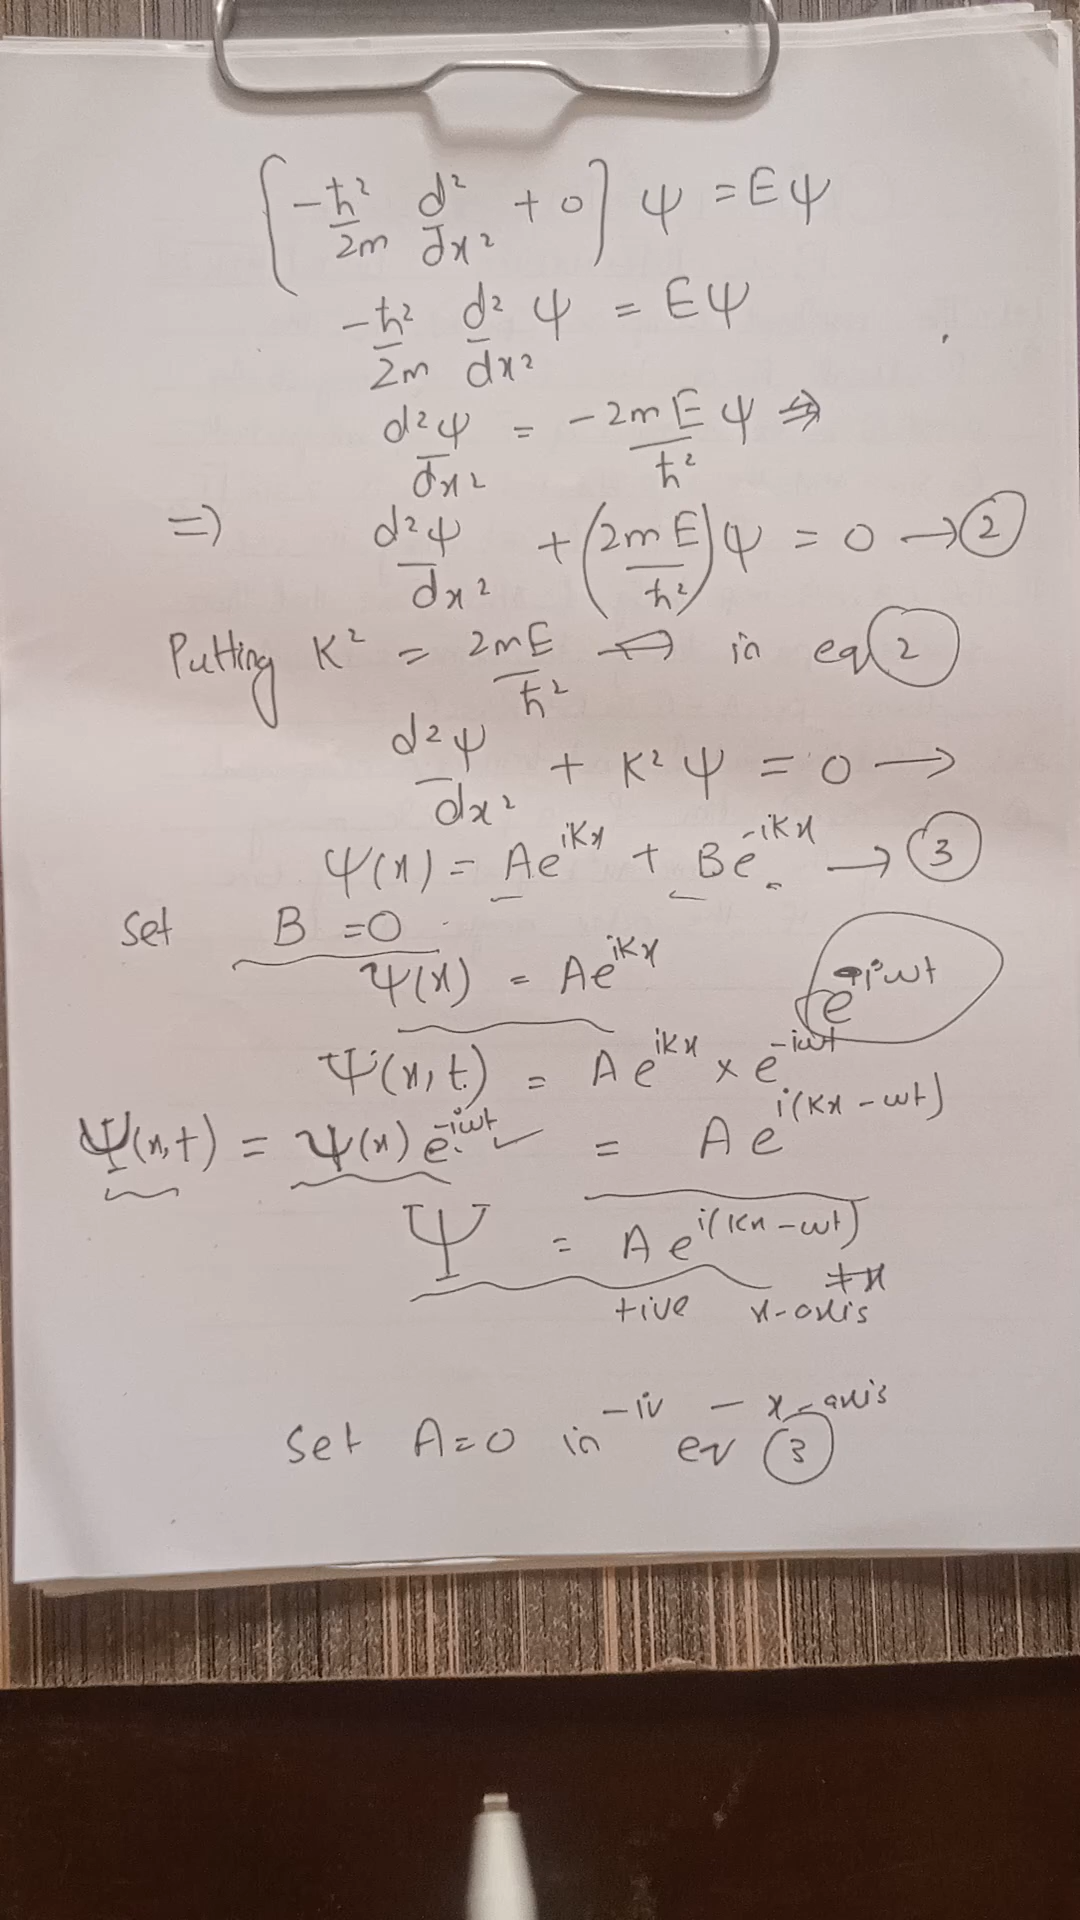 [-ħ²/2m d²/dx² + 0] ψ = Eψ
-ħ²/2m d²/dx² ψ = Eψ
d²ψ/dx² = -2mE/ħ² ψ ⇒
⇒ d²ψ/dx² + (2mE/ħ²)ψ = 0 → ②
Putting K² = 2mE/ħ² in eq ②
d²ψ/dx² + K²ψ = 0 →
ψ(x) = Ae^{iKx} + Be^{-iKx} → ③
Set B = 0
ψ(x) = Ae^{iKx}
e^{-iωt}
Ψ(x,t) = Ae^{iKx} × e^{-iωt}
Ψ(x,t) = ψ(x) e^{-iωt} ✓ = Ae^{i(Kx - ωt)}
Ψ = Ae^{i(Kx - ωt)}
+x
+ive x-axis
-iv - x-axis
Set A=0 in eq ③